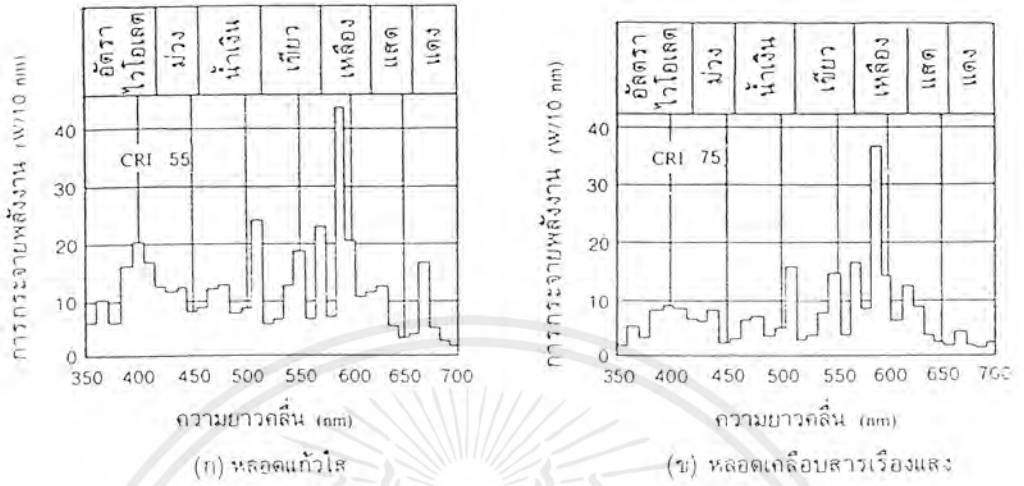 การกระจายพลังงาน (W/10 nm)
อัตรา
ไวโอเลต
ม่วง
น้ำเงิน
เขียว
เหลือง
แสด
แดง
CRI 55
40
30
20
10
0
350 400 450 500 550 600 650 700
ความยาวคลื่น (nm)
(ก) หลอดแก้วใส
การกระจายพลังงาน (W/10 nm)
อัลตรา
ไวโอเลต
ม่วง
น้ำเงิน
เขียว
เหลือง
แสด
แดง
CRI 75
40
30
20
10
0
350 400 450 500 550 600 650 700
ความยาวคลื่น (nm)
(ข) หลอดเคลือบสารเรืองแสง